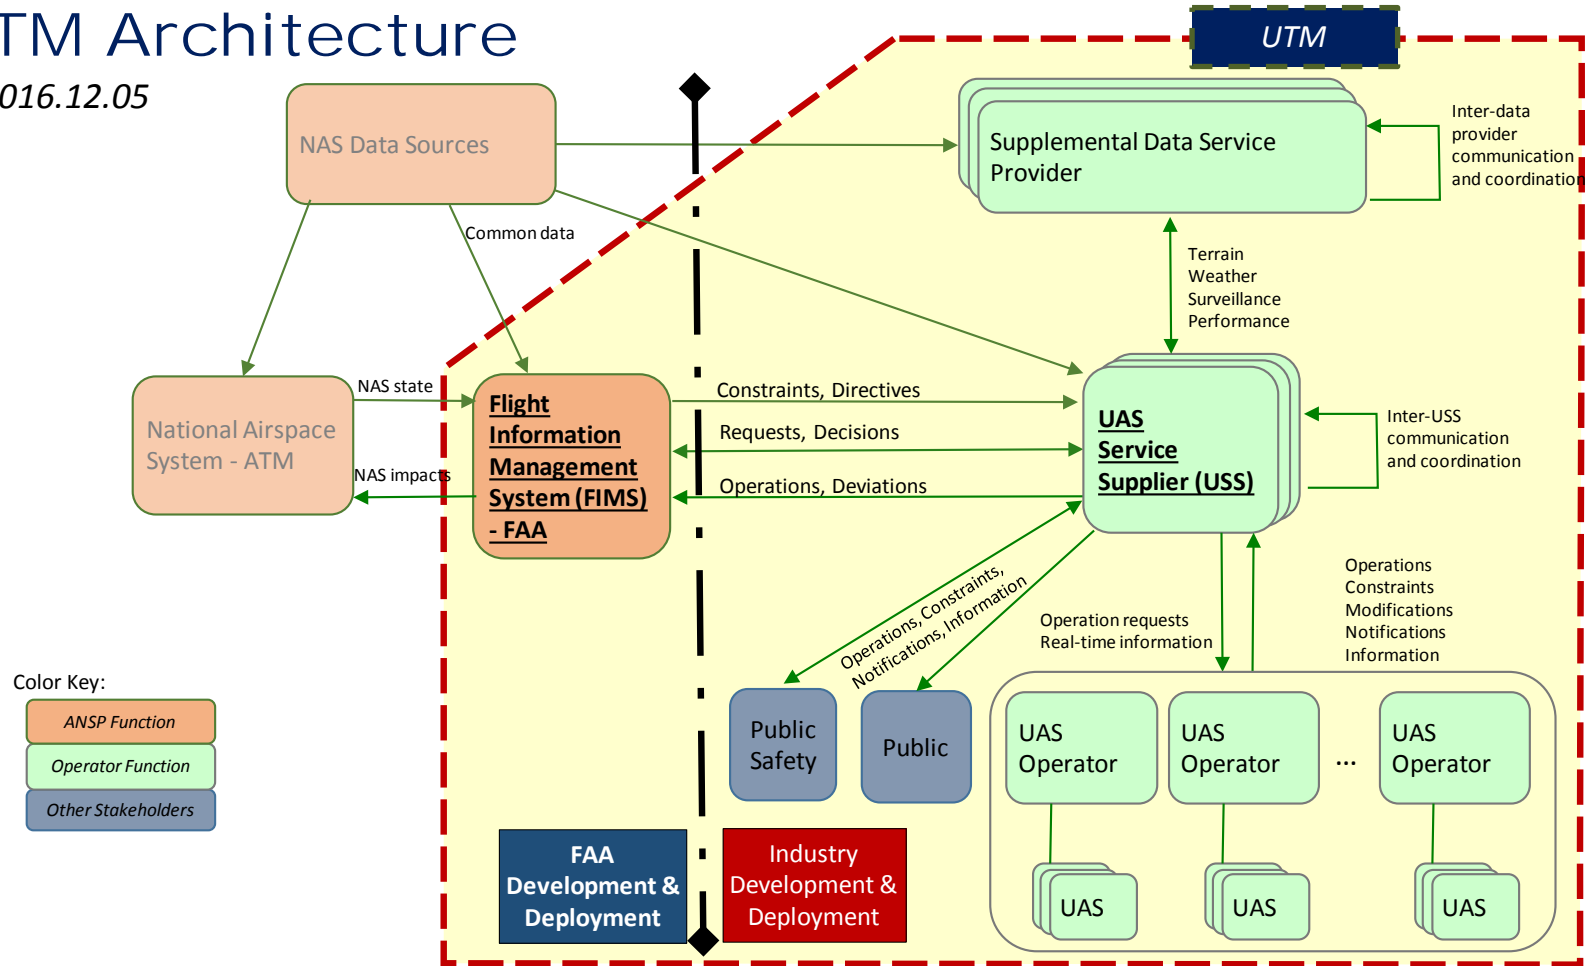 TM Architecture
016.12.05
UTM
NAS Data Sources
Supplemental Data Service
Provider
Inter-data
provider
communication
and coordination
Common data
Terrain
Weather
Surveillance
Performance
National Airspace
System - ATM
NAS state
NAS impacts
Flight
Information
Management
System (FIMS)
- FAA
Constraints, Directives
Requests, Decisions
Operations, Deviations
UAS
Service
Supplier (USS)
Inter-USS
communication
and coordination
Operations, Constraints,
Notifications, Information
Operation requests
Real-time information
Operations
Constraints
Modifications
Notifications
Information
Color Key:
ANSP Function
Operator Function
Other Stakeholders
Public
Safety
Public
UAS
Operator
UAS
Operator
...
UAS
Operator
UAS
UAS
UAS
FAA
Development &
Deployment
Industry
Development &
Deployment